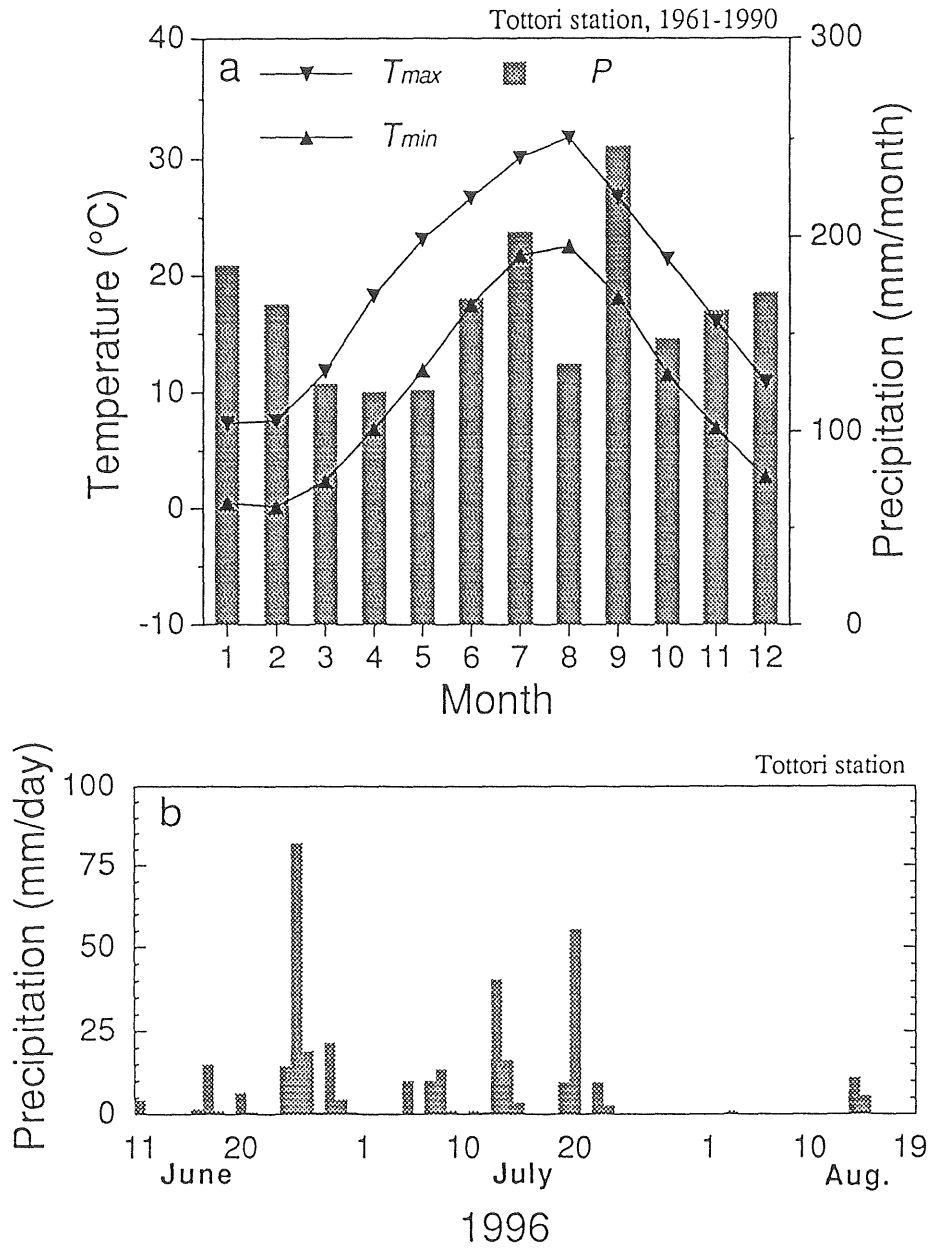 Tottori station, 1961-1990
a
Tmax
P
Tmin
Temperature (°C)
40
30
20
10
0
-10
Precipitation (mm/month)
300
200
100
0
1 2 3 4 5 6 7 8 9 10 11 12
Month
Tottori station
b
Precipitation (mm/day)
100
75
50
25
0
11 20 1 10 20 1 10 19
June July Aug.
1996